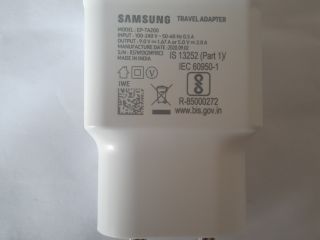 SAMSUNG TRAVEL ADAPTER
MODEL : EP-TA200
INPUT : 100-240 V ~ 50-60 Hz 0.5 A
OUTPUT : 9.0 V ⎓ 1.67 A or 5.0 V ⎓ 2.0 A
MANUFACTURE DATE : 2020.09.02
MADE IN INDIA
IS 13252 (Part 1)/
IEC 60950-1
V
IWE
R-85000272
www.bis.gov.in